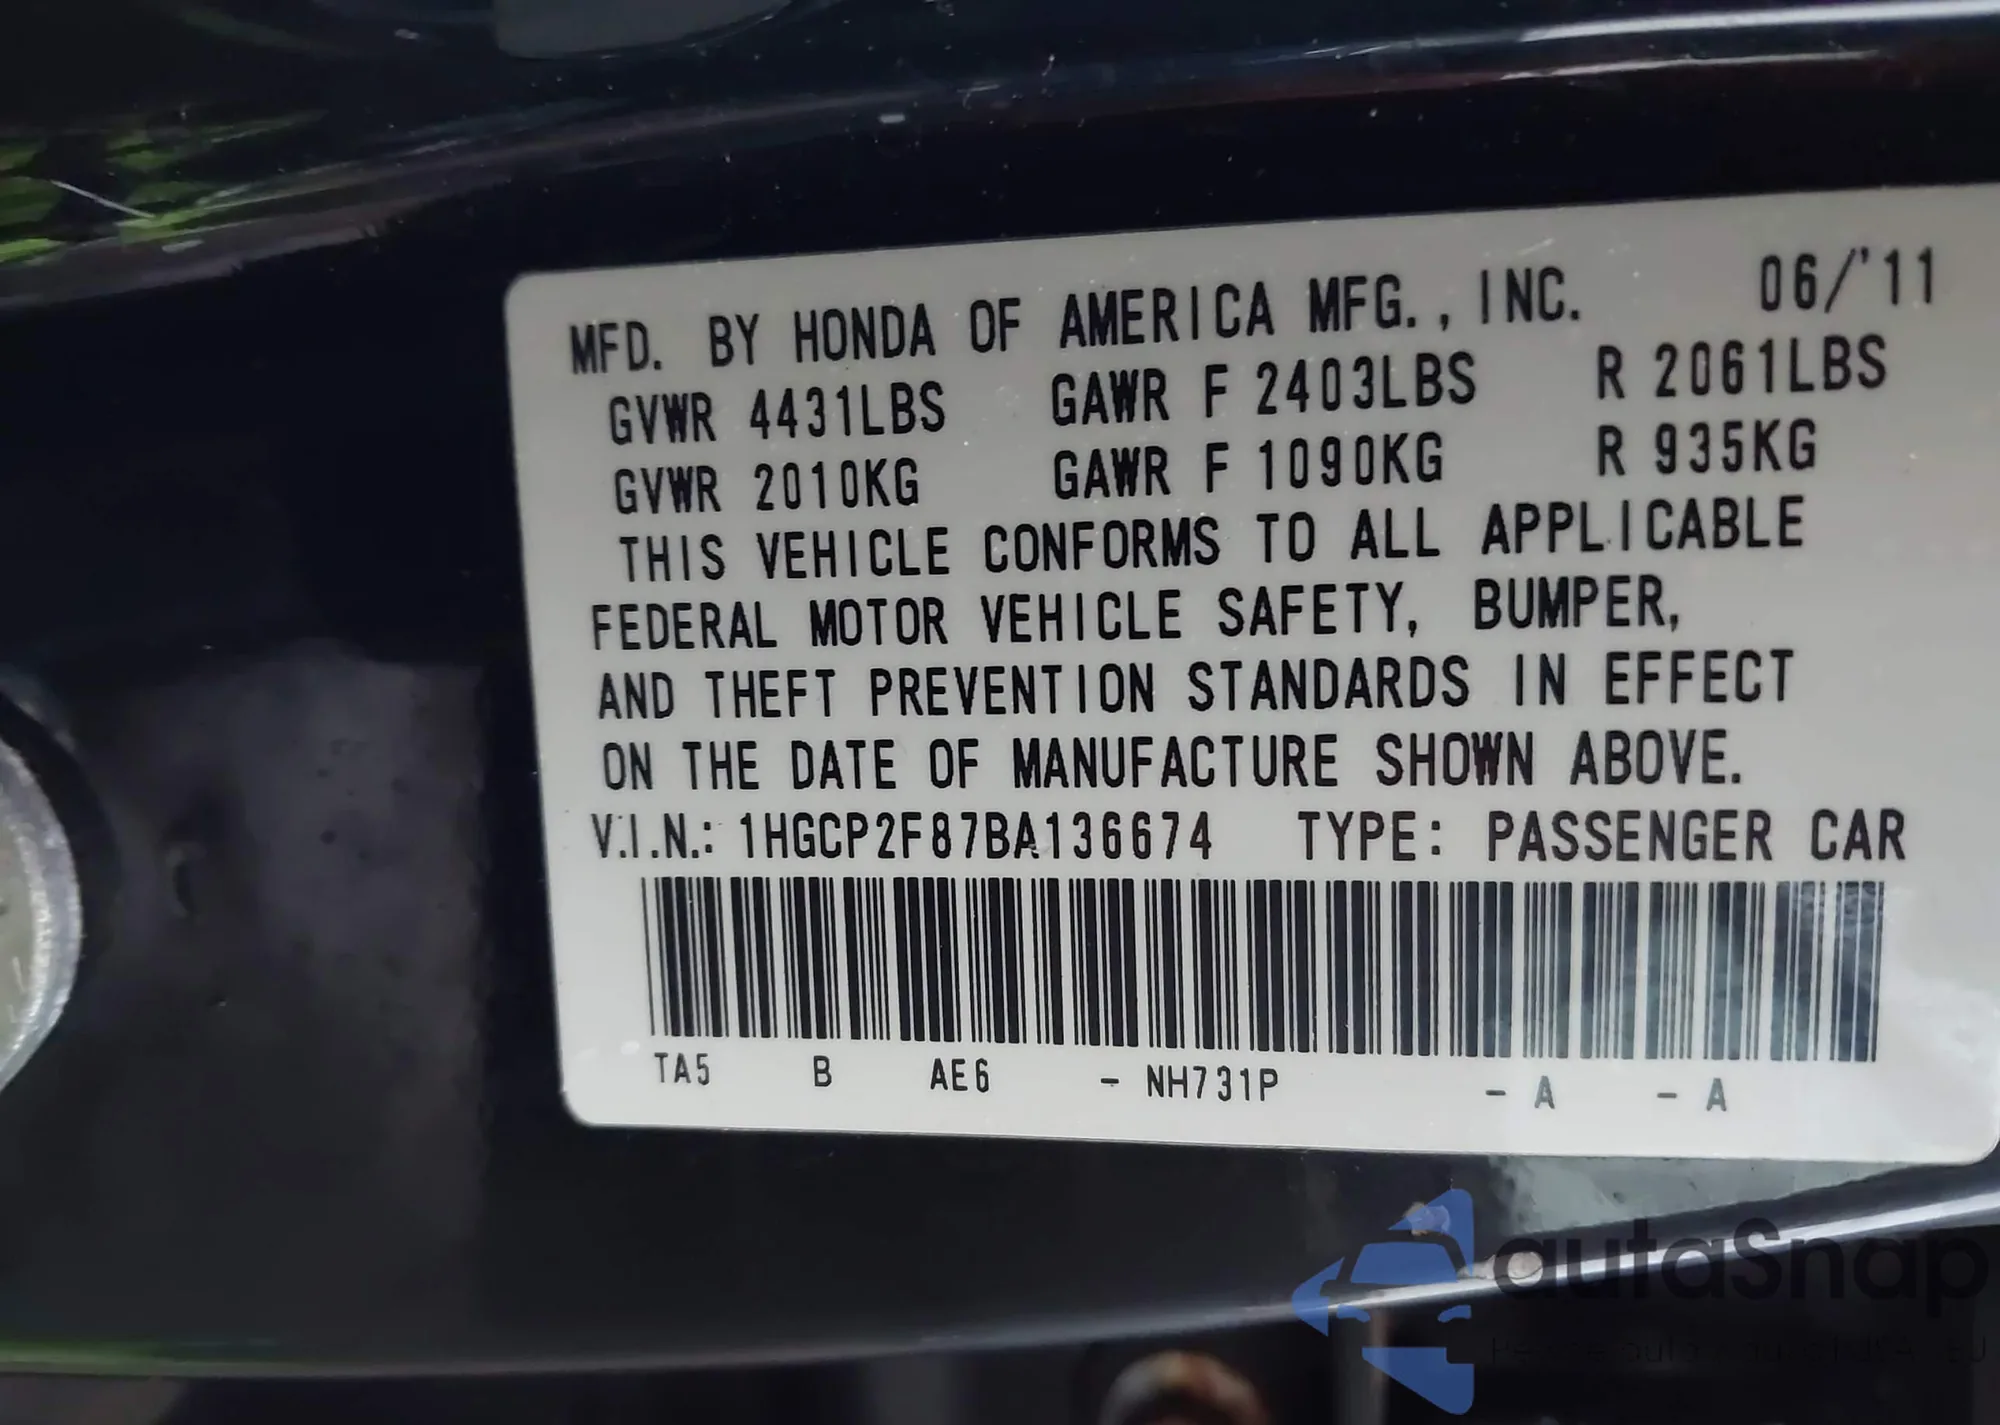 MFD. BY HONDA OF AMERICA MFG., INC. 06/'11
GVWR 4431LBS GAWR F 2403LBS R 2061LBS
GVWR 2010KG GAWR F 1090KG R 935KG
THIS VEHICLE CONFORMS TO ALL APPLICABLE
FEDERAL MOTOR VEHICLE SAFETY, BUMPER,
AND THEFT PREVENTION STANDARDS IN EFFECT
ON THE DATE OF MANUFACTURE SHOWN ABOVE.
V.I.N.: 1HGCP2F87BA136674 TYPE: PASSENGER CAR
TA5 B AE6 - NH731P - A - A
autaSnap